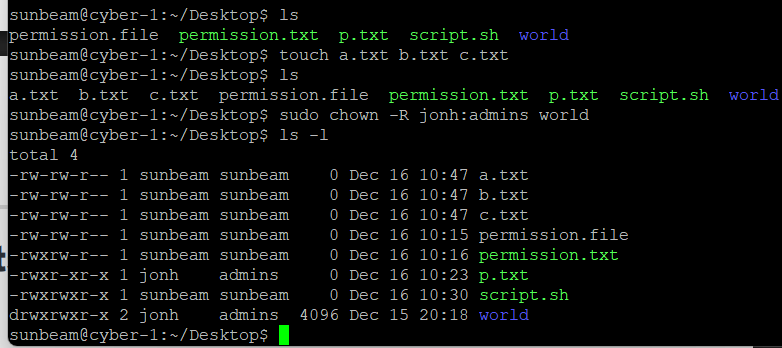 sunbeam@cyber-1:~/Desktop$ ls
permission.file  permission.txt  p.txt  script.sh  world
sunbeam@cyber-1:~/Desktop$ touch a.txt b.txt c.txt
sunbeam@cyber-1:~/Desktop$ ls
a.txt  b.txt  c.txt  permission.file  permission.txt  p.txt  script.sh  world
sunbeam@cyber-1:~/Desktop$ sudo chown -R jonh:admins world
sunbeam@cyber-1:~/Desktop$ ls -l
total 4
-rw-rw-r-- 1 sunbeam sunbeam    0 Dec 16 10:47 a.txt
-rw-rw-r-- 1 sunbeam sunbeam    0 Dec 16 10:47 b.txt
-rw-rw-r-- 1 sunbeam sunbeam    0 Dec 16 10:47 c.txt
-rw-rw-r-- 1 sunbeam sunbeam    0 Dec 16 10:15 permission.file
-rwxrw-r-- 1 sunbeam sunbeam    0 Dec 16 10:16 permission.txt
-rwxr-xr-x 1 jonh    admins     0 Dec 16 10:23 p.txt
-rwxrwxr-x 1 sunbeam sunbeam    0 Dec 16 10:30 script.sh
drwxrwxr-x 2 jonh    admins  4096 Dec 15 20:18 world
sunbeam@cyber-1:~/Desktop$